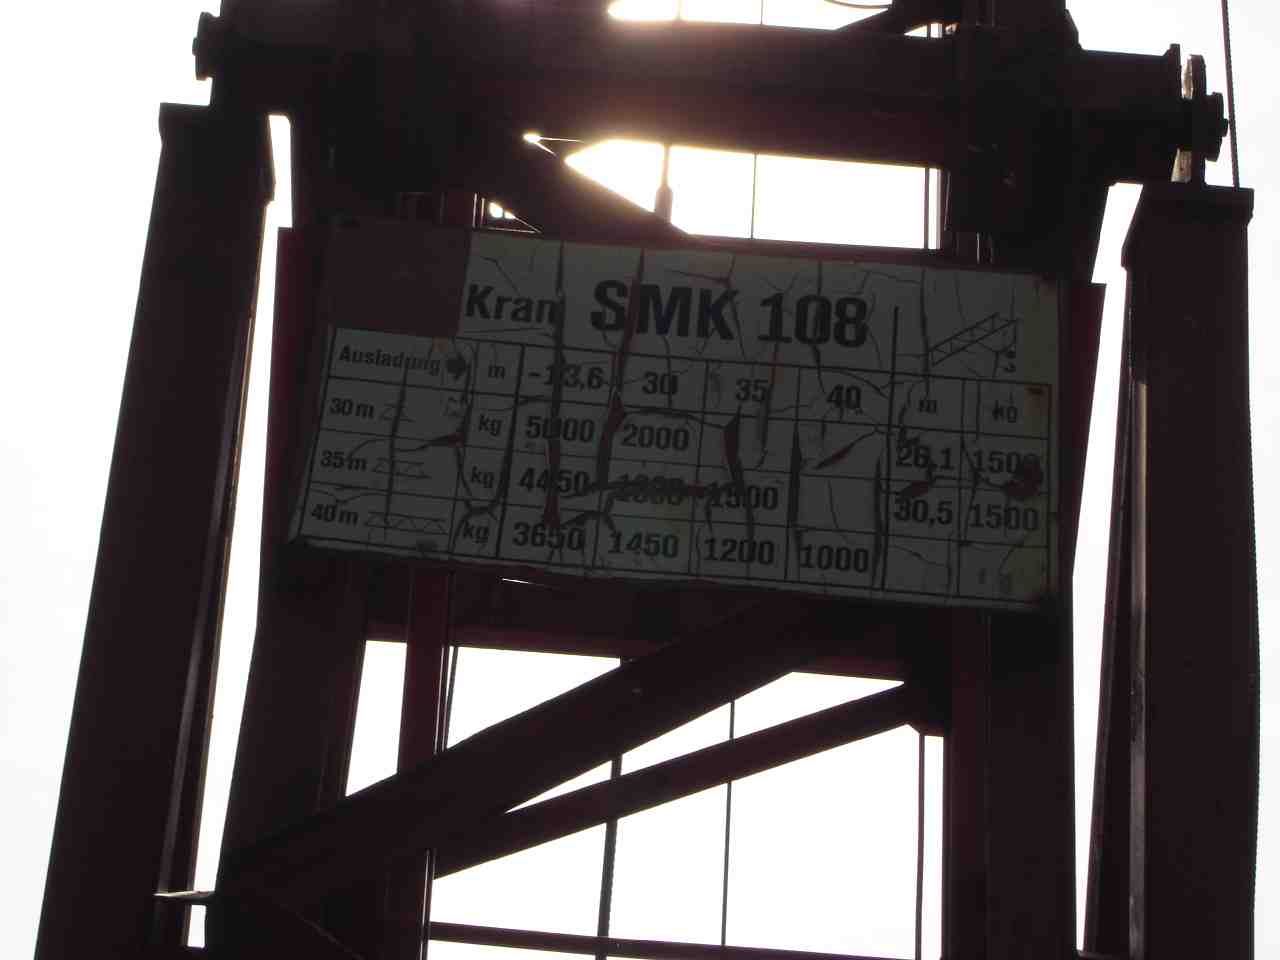 Kran SMK 108
Ausladung m -13,6 30 35 40 m kg
30 m kg 5000 2000 26,1 1500
35 m kg 4450 1500 30,5 1500
40 m kg 3650 1450 1200 1000